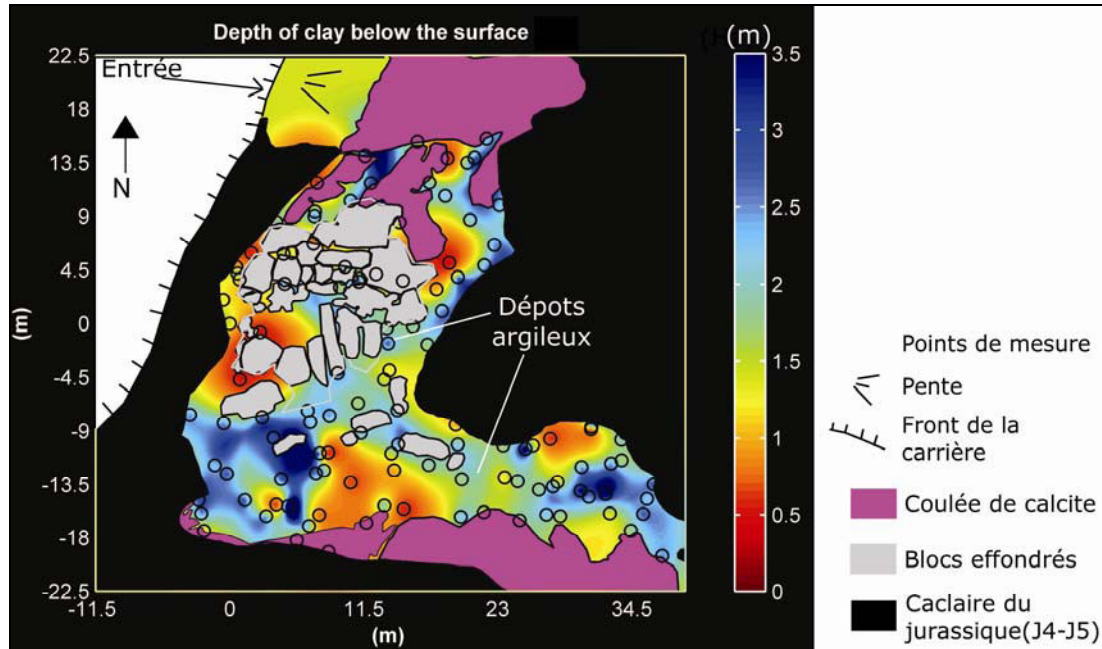 Depth of clay below the surface
(m)
22.5
18
13.5
9
4.5
0
-4.5
-9
-13.5
-18
-22.5
(m)
-11.5
0
11.5
23
34.5
(m)
Entrée
N
Dépots
argileux
3.5
3
2.5
2
1.5
1
0.5
0
Points de mesure
Pente
Front de la
carrière
Coulée de calcite
Blocs effondrés
Caclaire du
jurassique(J4-J5)